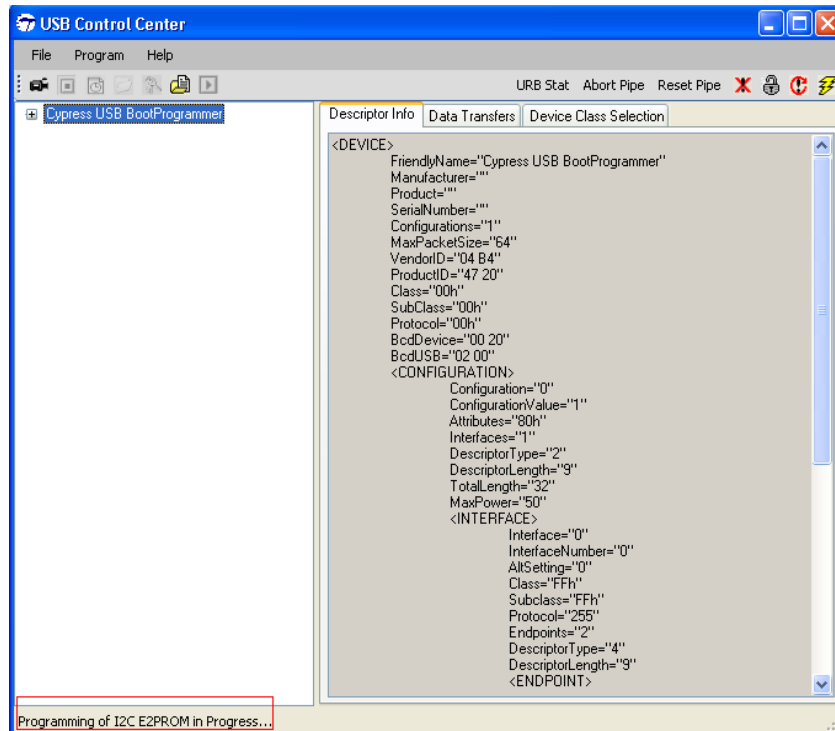 USB Control Center
File Program Help
URB Stat Abort Pipe Reset Pipe
Cypress USB BootProgrammer
Descriptor Info Data Transfers Device Class Selection
<DEVICE>
FriendlyName="Cypress USB BootProgrammer"
Manufacturer=""
Product=""
SerialNumber=""
Configurations="1"
MaxPacketSize="64"
VendorID="04 B4"
ProductID="47 20"
Class="00h"
SubClass="00h"
Protocol="00h"
BcdDevice="00 20"
BcdUSB="02 00"
<CONFIGURATION>
Configuration="0"
ConfigurationValue="1"
Attributes="80h"
Interfaces="1"
DescriptorType="2"
DescriptorLength="9"
TotalLength="32"
MaxPower="50"
<INTERFACE>
Interface="0"
InterfaceNumber="0"
AltSetting="0"
Class="FFh"
Subclass="FFh"
Protocol="255"
Endpoints="2"
DescriptorType="4"
DescriptorLength="9"
<ENDPOINT>
Programming of I2C E2PROM in Progress...